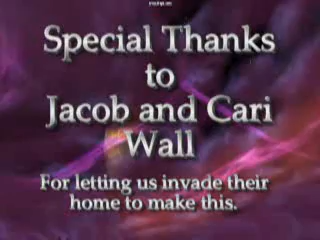 Special Thanks
to
Jacob and Cari
Wall
For letting us invade their
home to make this.